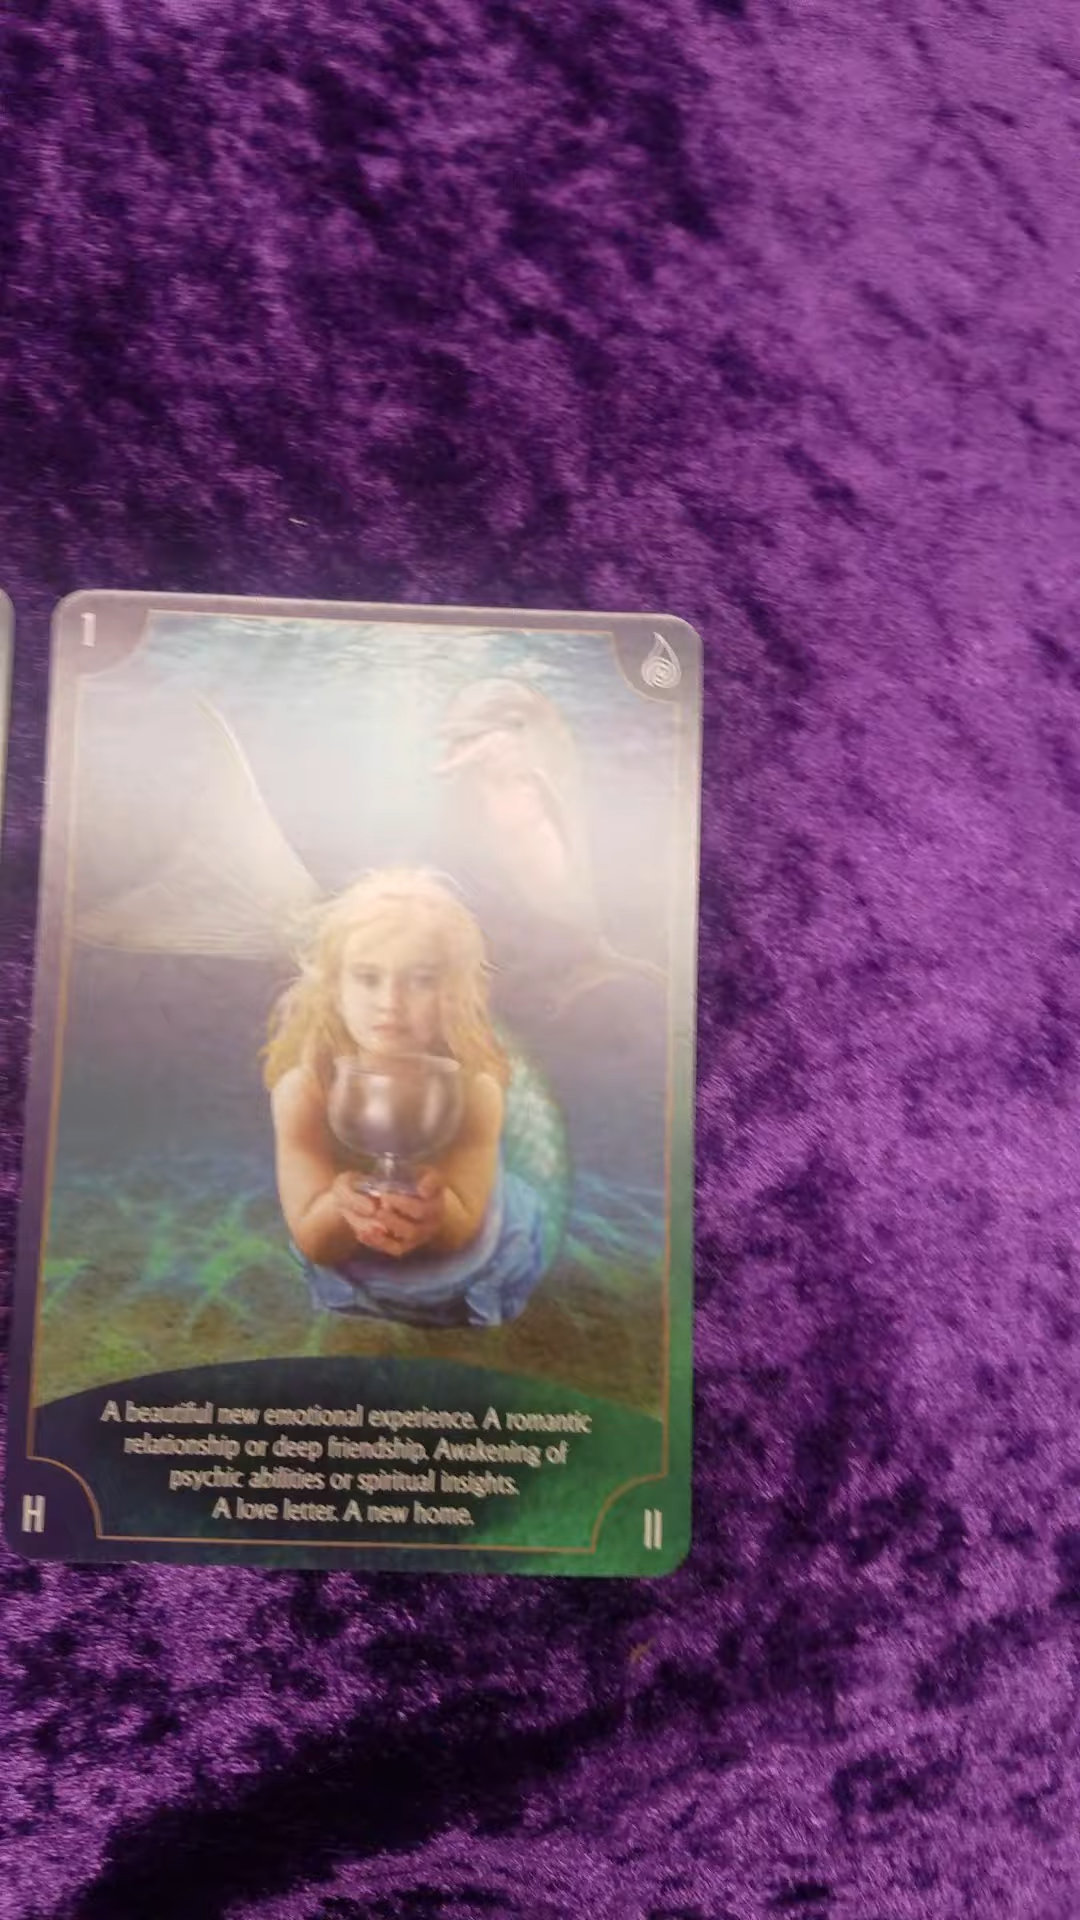 1
A beautiful new emotional experience. A romantic
relationship or deep friendship. Awakening of
psychic abilities or spiritual insights.
A love letter. A new home.
H
II